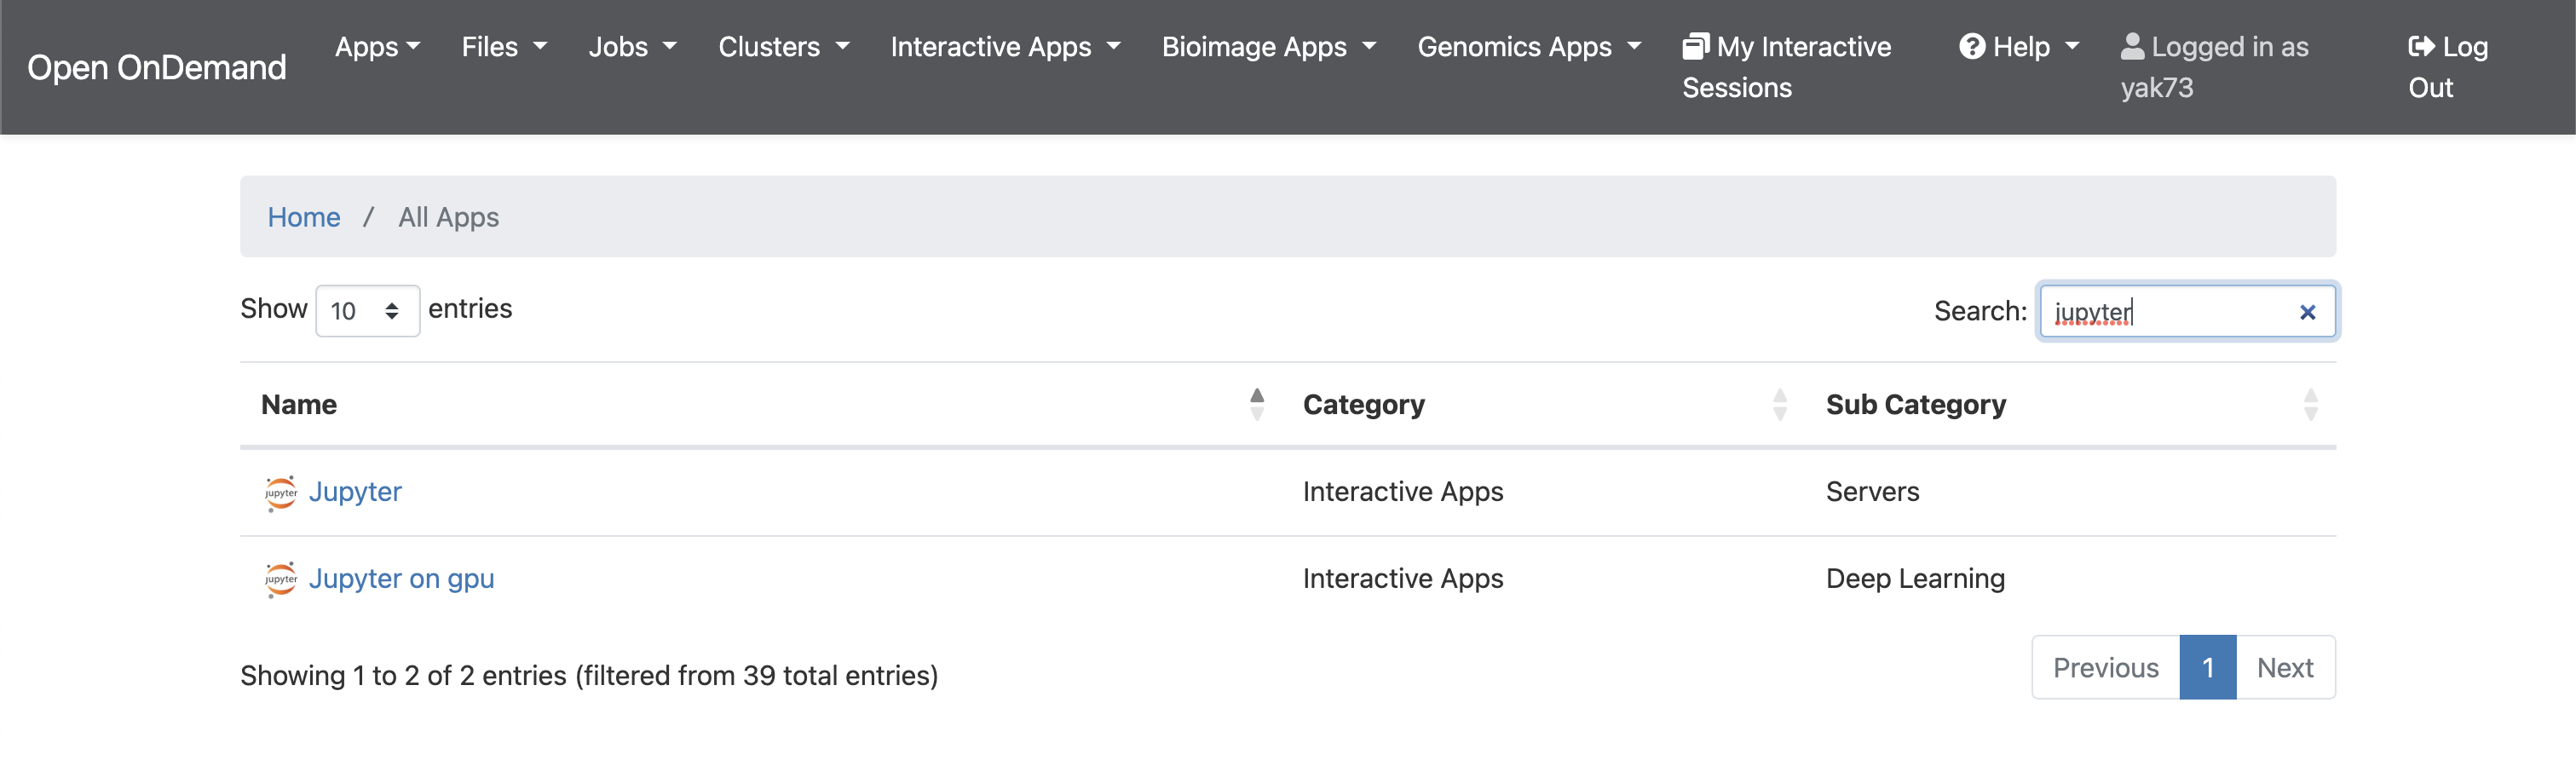 Open OnDemand
Apps
Files
Jobs
Clusters
Interactive Apps
Bioimage Apps
Genomics Apps
My Interactive
Sessions
Help
Logged in as
yak73
Log
Out
Home / All Apps
Show 10 entries
Search: jupyter
Name Category Sub Category
jupyter Jupyter Interactive Apps Servers
jupyter Jupyter on gpu Interactive Apps Deep Learning
Showing 1 to 2 of 2 entries (filtered from 39 total entries)
Previous 1 Next